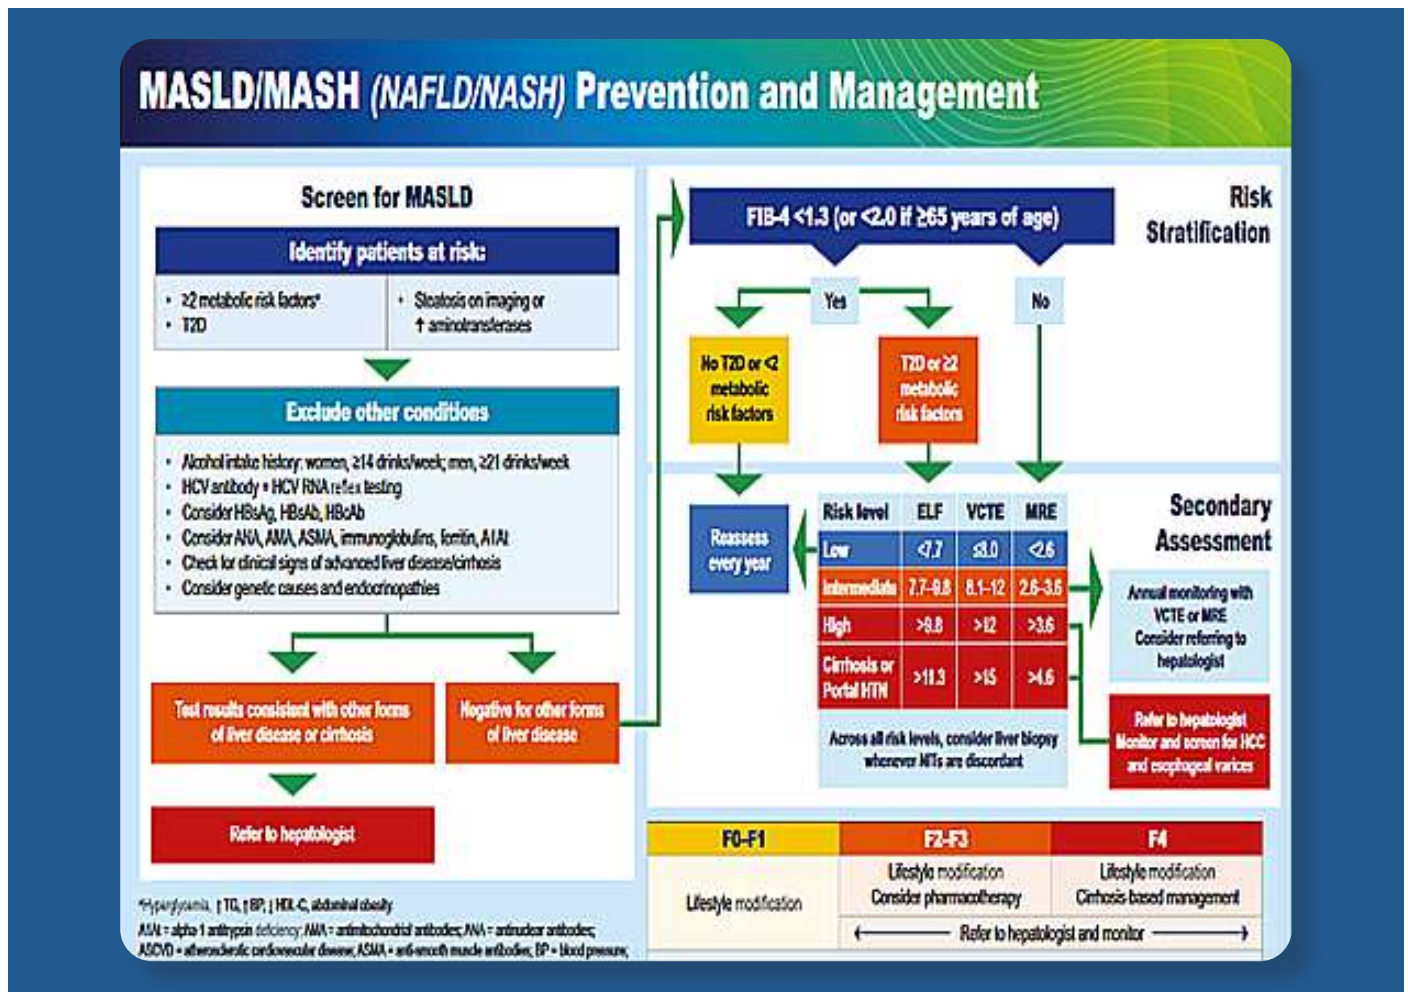 MASLD/MASH (NAFLD/NASH) Prevention and Management
Screen for MASLD
Identify patients at risk:
• ≥2 metabolic risk factors*
• T2D
• Steatosis on imaging or
↑ aminotransferases
Exclude other conditions
• Alcohol intake history: women, ≥14 drinks/week; men, ≥21 drinks/week
• HCV antibody + HCV RNA reflex testing
• Consider HBsAg, HBsAb, HBcAb
• Consider ANA, AMA, ASMA, immunoglobulins, ferritin, A1At
• Check for clinical signs of advanced liver disease/cirrhosis
• Consider genetic causes and endocrinopathies
Test results consistent with other forms
of liver disease or cirrhosis
Negative for other forms
of liver disease
Refer to hepatologist
*Hyperglycemia, ↑ TG, ↑ BP, ↓ HDL-C, abdominal obesity
A1At = alpha-1 antitrypsin deficiency; AMA = antimitochondrial antibodies; ANA = antinuclear antibodies;
ASCVD = atherosclerotic cardiovascular disease; ASMA = anti-smooth muscle antibodies; BP = blood pressure;
Risk
Stratification
FIB-4 <1.3 (or <2.0 if ≥65 years of age)
Yes
No
No T2D or <2
metabolic
risk factors
T2D or ≥2
metabolic
risk factors
Secondary
Assessment
Reassess
every year
Risk level ELF VCTE MRE
Low <7.7 ≤8.0 <2.6
Intermediate 7.7–9.8 8.1–12 2.6–3.6
High >9.8 >12 >3.6
Cirrhosis or
Portal HTN >11.3 >15 >4.6
Across all risk levels, consider liver biopsy
whenever NITs are discordant
Annual monitoring with
VCTE or MRE
Consider referring to
hepatologist
Refer to hepatologist
Monitor and screen for HCC
and esophageal varices
F0–F1 F2–F3 F4
Lifestyle modification
Lifestyle modification
Consider pharmacotherapy
Lifestyle modification
Cirrhosis based management
Refer to hepatologist and monitor